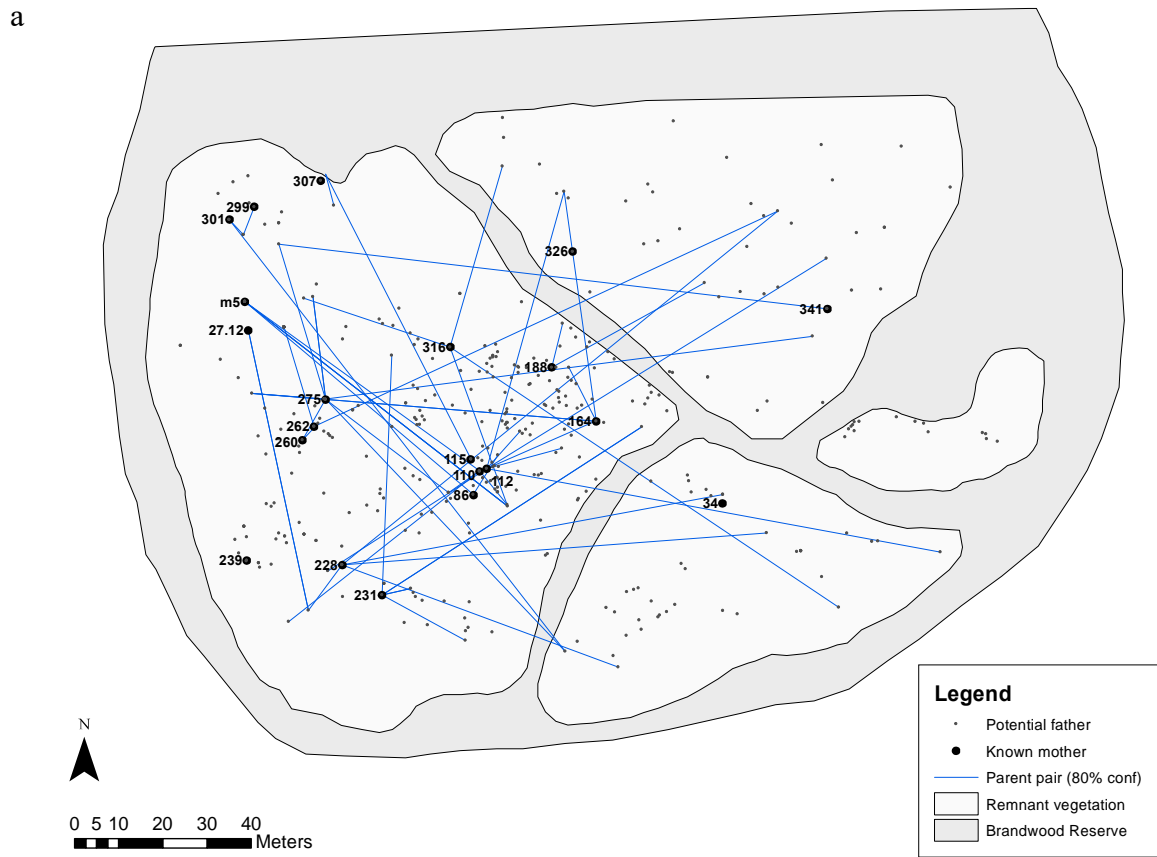 a
307
299
301
326
m5
341
27.12
316
188
275
262
164
260
115
110
112
86
34
239
228
231
Legend
Potential father
Known mother
Parent pair (80% conf)
Remnant vegetation
Brandwood Reserve
N
0 5 10 20 30 40
Meters